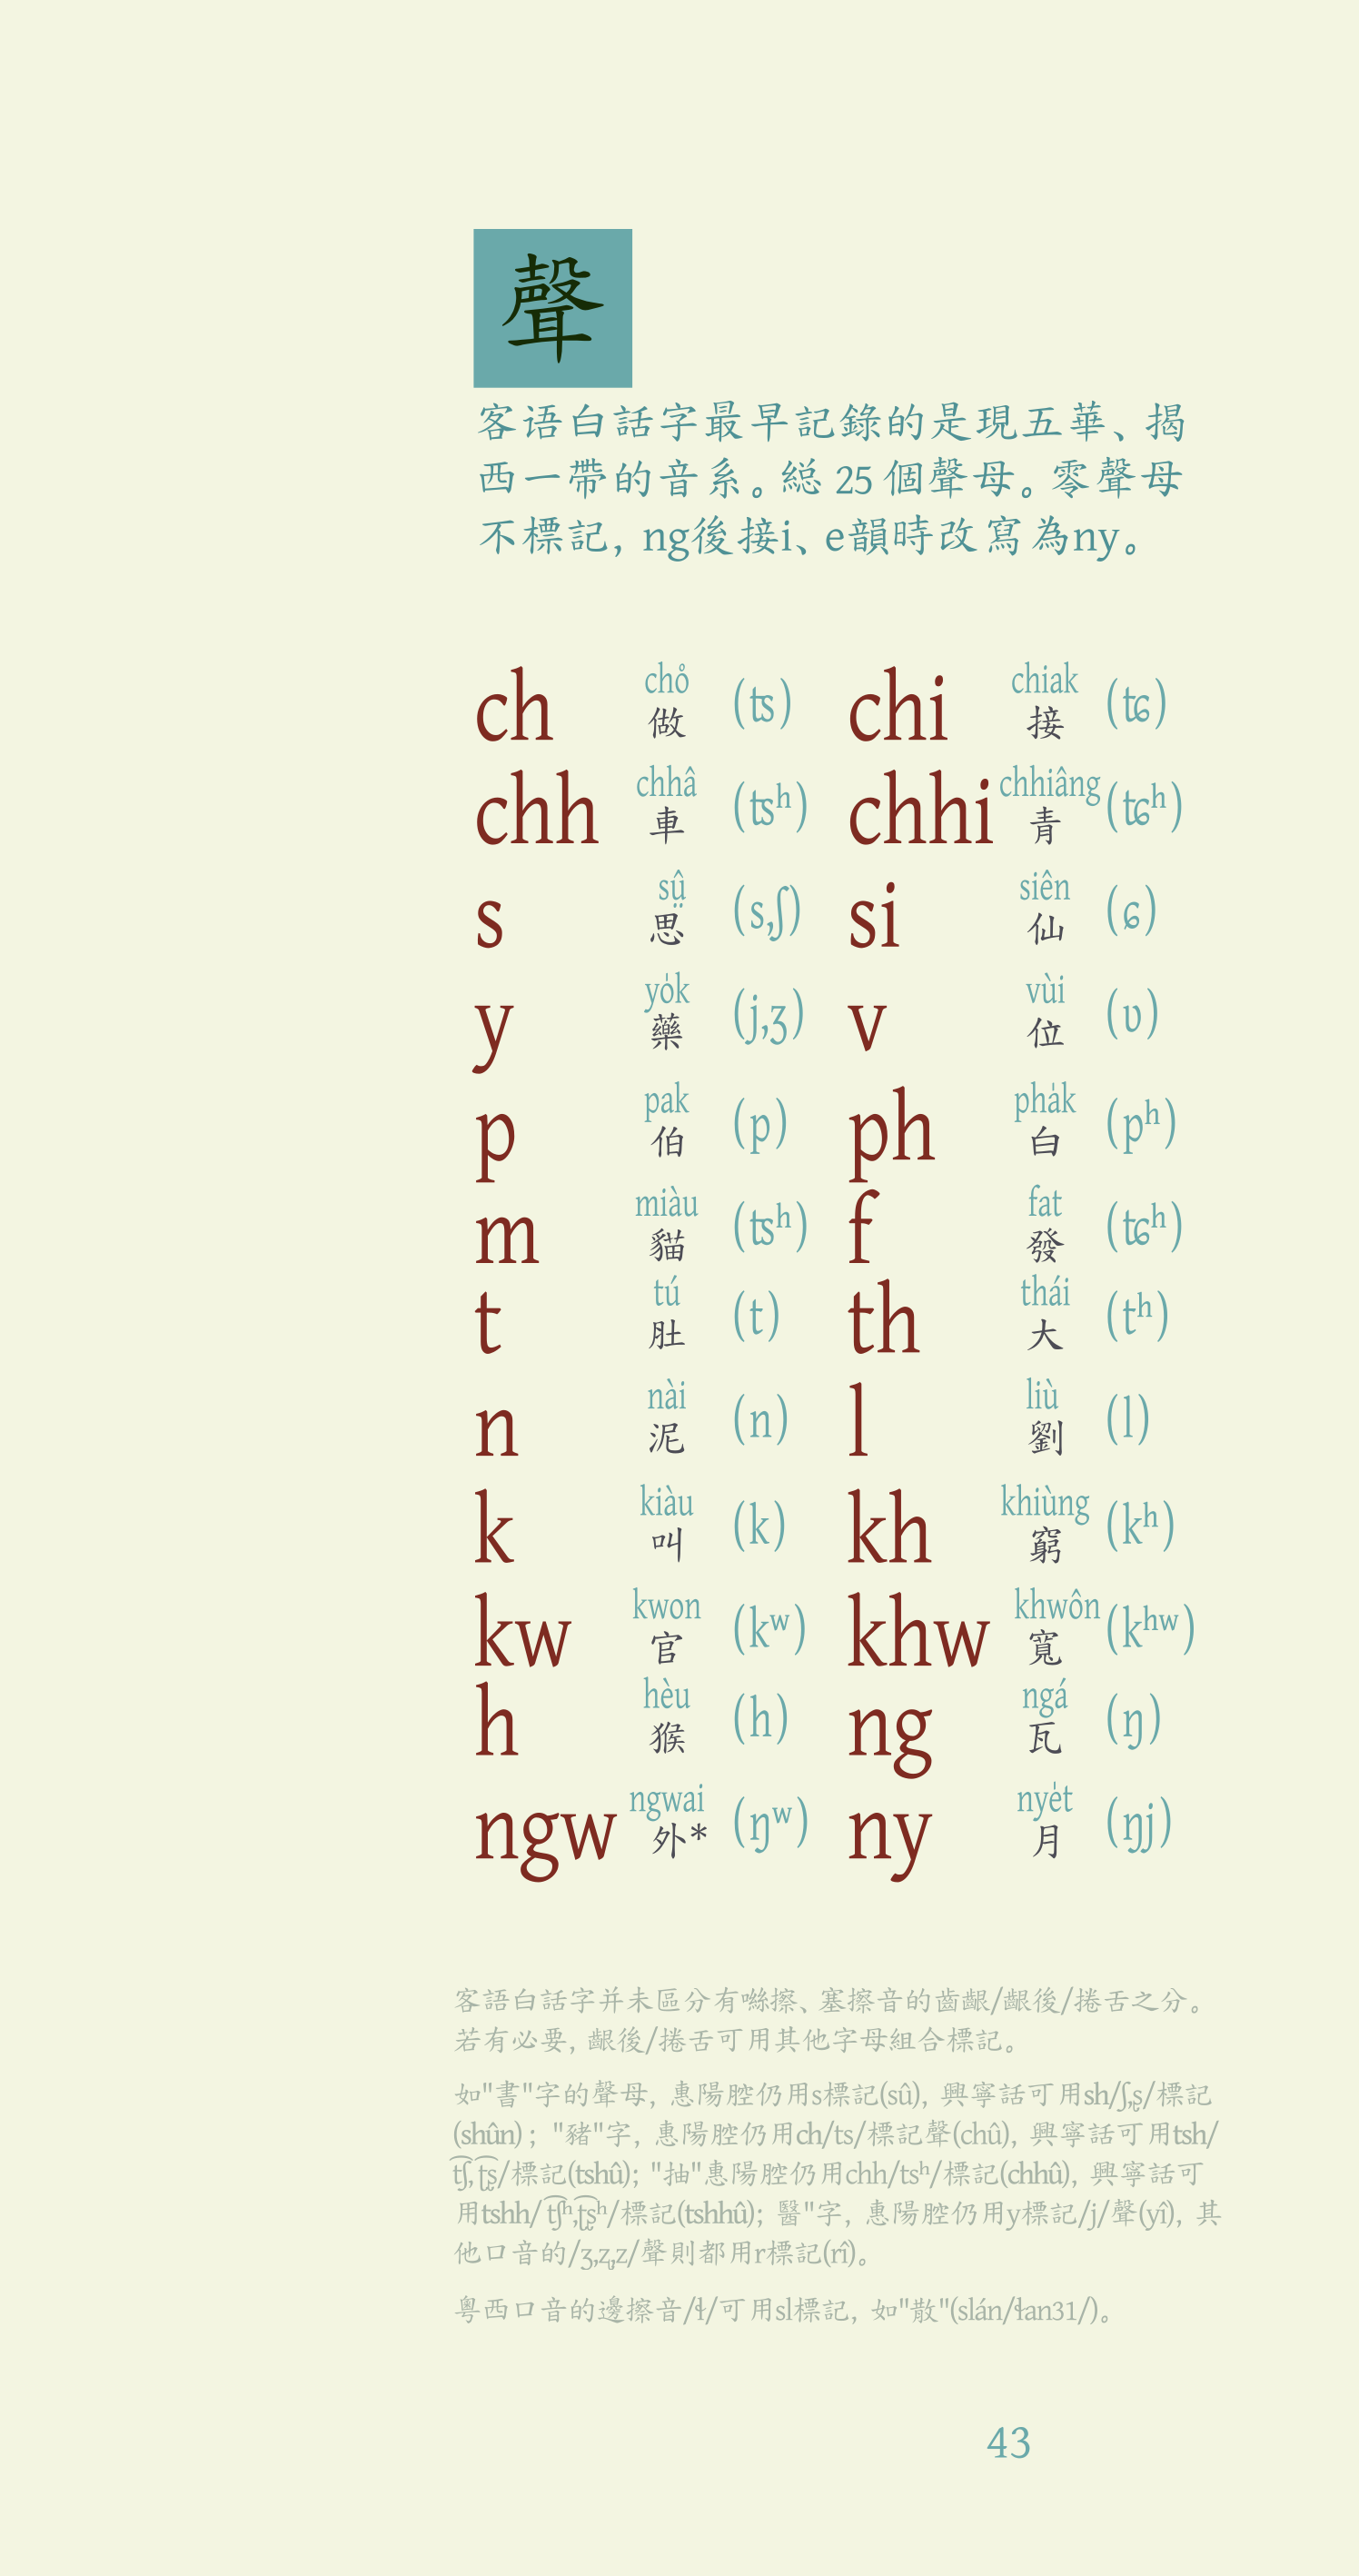 聲
客语白話字最早記錄的是現五華、揭
西一帶的音系。総 25 個聲母。零聲母
不標記, ng後接i、e韻時改寫為ny。
ch chő 做 (ʦ) chi chiak 接 (ʨ)
chh chhâ 車 (ʦʰ) chhi chhiâng 青 (ʨʰ)
s sṳ̂ 思 (s,ʃ) si siên 仙 (ɕ)
y yo̍k 藥 (j,ʒ) v vùi 位 (ʋ)
p pak 伯 (p) ph pha̍k 白 (pʰ)
m miàu 貓 (ʦʰ) f fat 發 (ʨʰ)
t tú 肚 (t) th thái 大 (tʰ)
n nài 泥 (n) l liù 劉 (l)
k kiàu 叫 (k) kh khiùng 窮 (kʰ)
kw kwon 官 (kʷ) khw khwôn 寬 (kʰʷ)
h hèu 猴 (h) ng ngá 瓦 (ŋ)
ngw ngwai 外* (ŋʷ) ny nye̍t 月 (ŋj)
客語白話字并未區分有噝擦、塞擦音的齒齦/齦後/捲舌之分。
若有必要, 齦後/捲舌可用其他字母組合標記。
如"書"字的聲母, 惠陽腔仍用s標記(sû), 興寧話可用sh/ʃ,ʂ/標記
(shûn) ; "豬"字, 惠陽腔仍用ch/ts/標記聲(chû), 興寧話可用tsh/
t͡ʃ,ʈ͡ʂ/標記(tshû); "抽"惠陽腔仍用chh/tsʰ/標記(chhû), 興寧話可
用tshh/ t͡ʃʰ,ʈ͡ʂʰ/標記(tshhû); 醫"字, 惠陽腔仍用y標記/j/聲(yî), 其
他口音的/ʒ,ʐ,z/聲則都用r標記(rî)。
粵西口音的邊擦音/ɬ/可用sl標記, 如"散"(slán/ɬan31/)。
43